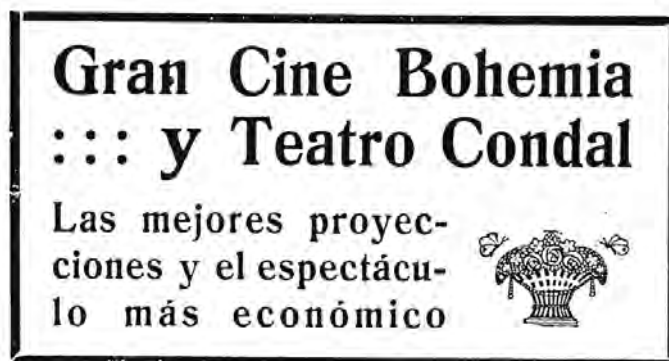 Gran Cine Bohemia
::: y Teatro Condal
Las mejores proyec-
ciones y el espectácu-
lo más económico